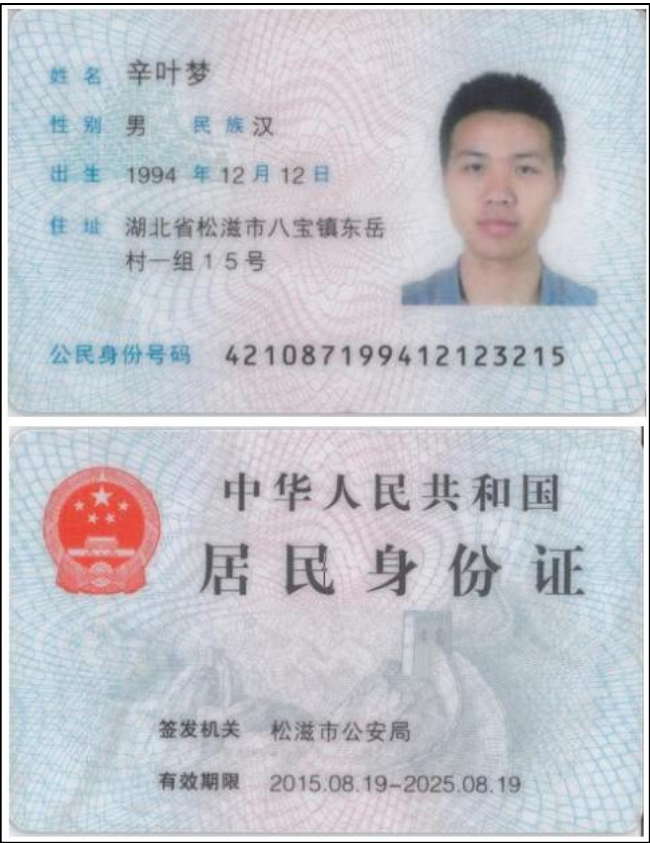 姓名 辛叶梦
性别 男 民族 汉
出生 1994 年 12 月 12 日
住址 湖北省松滋市八宝镇东岳
村一组15号
公民身份号码 421087199412123215
中华人民共和国
居民身份证
签发机关 松滋市公安局
有效期限 2015.08.19-2025.08.19